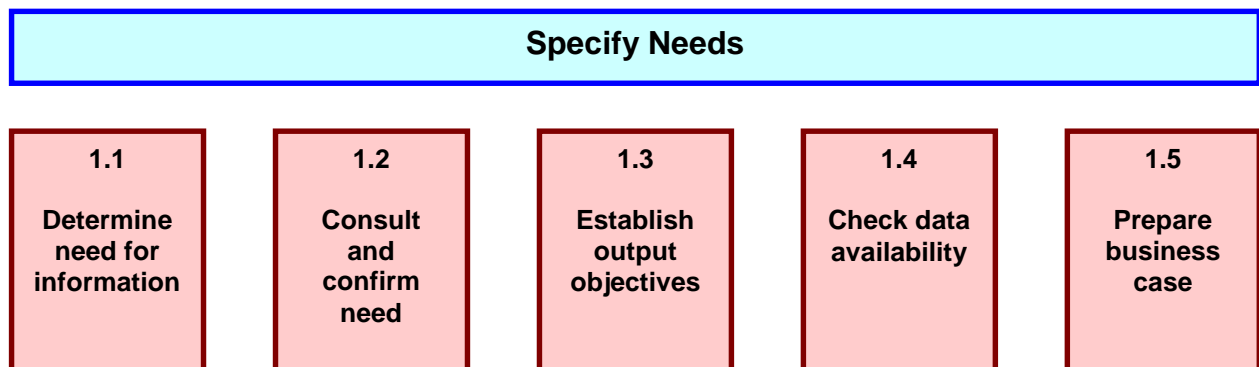 Specify Needs
1.1
Determine
need for
information
1.2
Consult
and
confirm
need
1.3
Establish
output
objectives
1.4
Check data
availability
1.5
Prepare
business
case